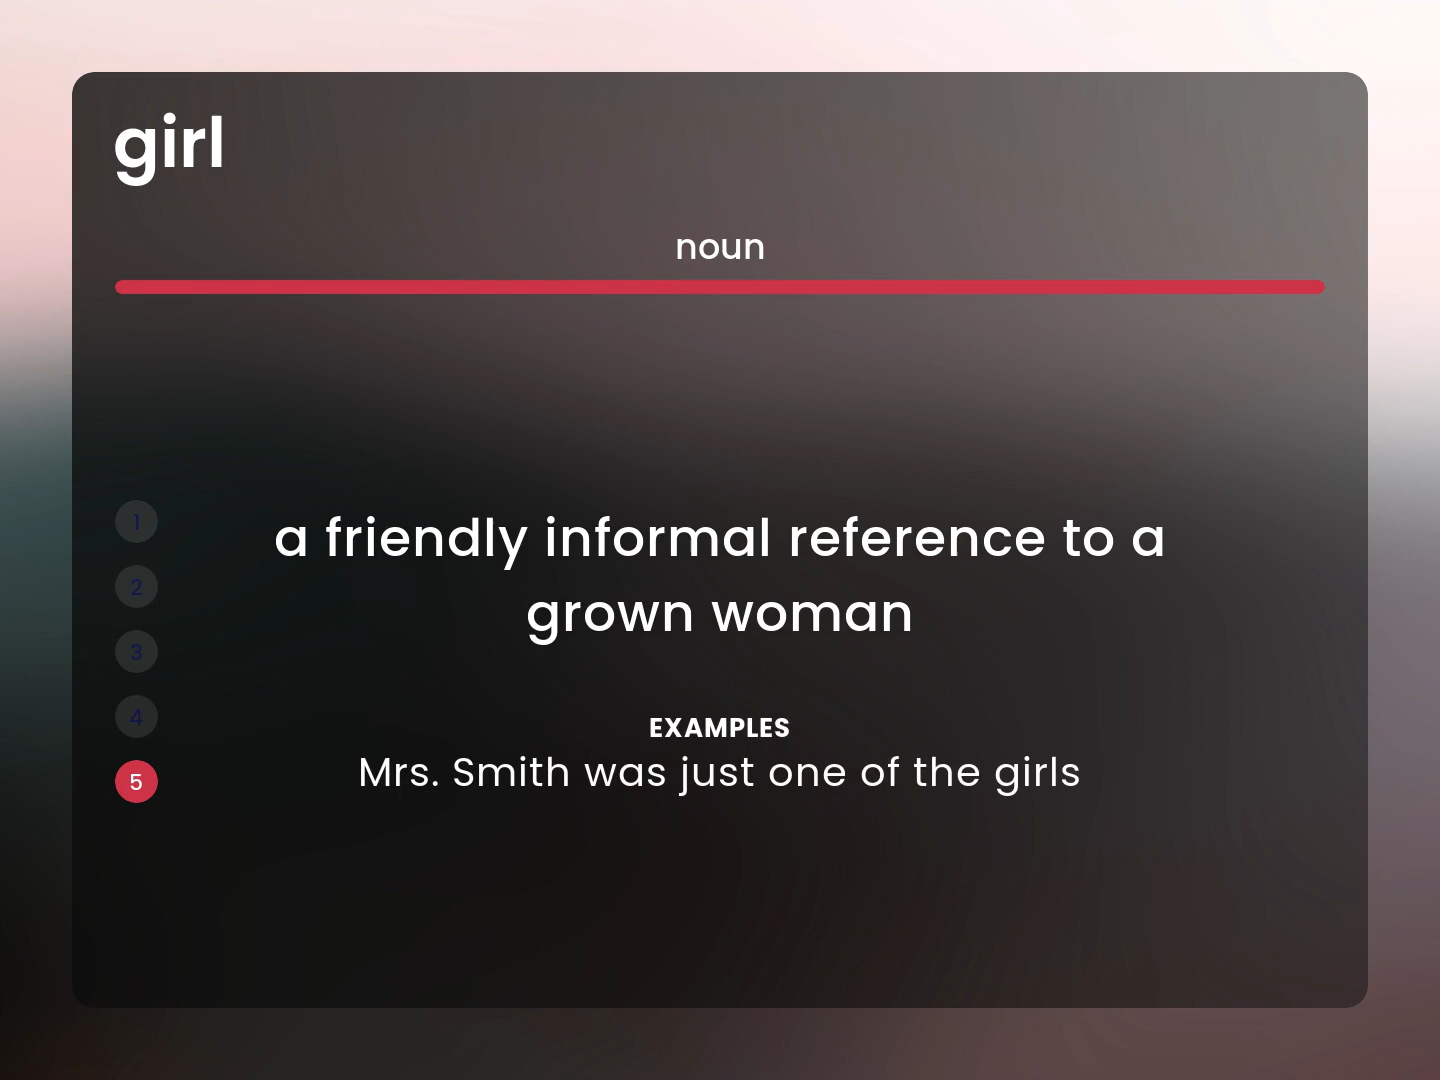 girl
noun
1
2
3
4
5
a friendly informal reference to a
grown woman
EXAMPLES
Mrs. Smith was just one of the girls